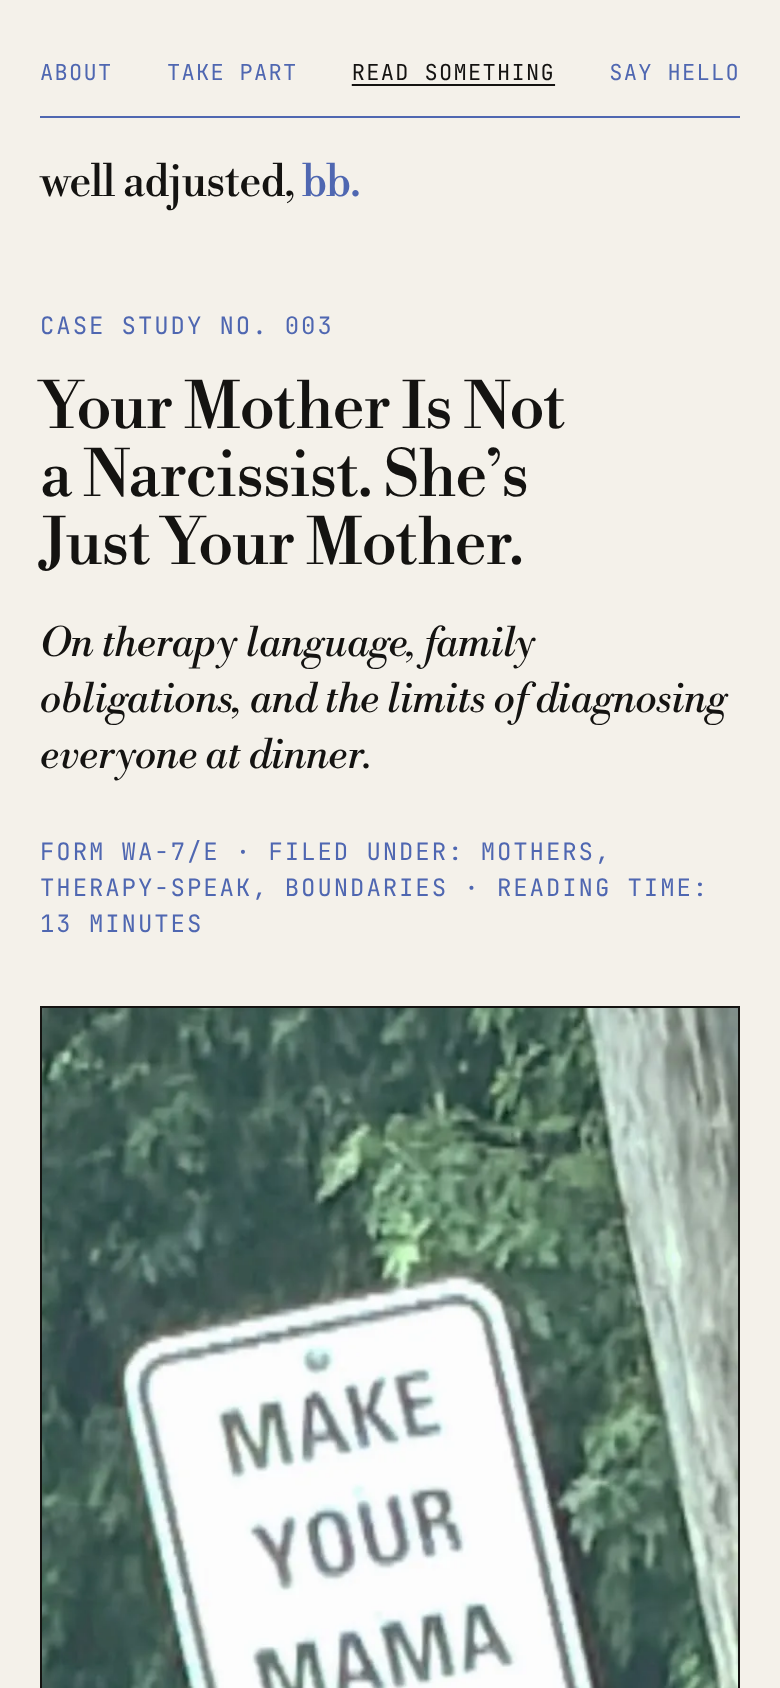 ABOUT TAKE PART READ SOMETHING SAY HELLO
well adjusted, bb.
CASE STUDY NO. 003
Your Mother Is Not
a Narcissist. She’s
Just Your Mother.
On therapy language, family
obligations, and the limits of diagnosing
everyone at dinner.
FORM WA-7/E · FILED UNDER: MOTHERS,
THERAPY-SPEAK, BOUNDARIES · READING TIME:
13 MINUTES
MAKE
YOUR
MAMA